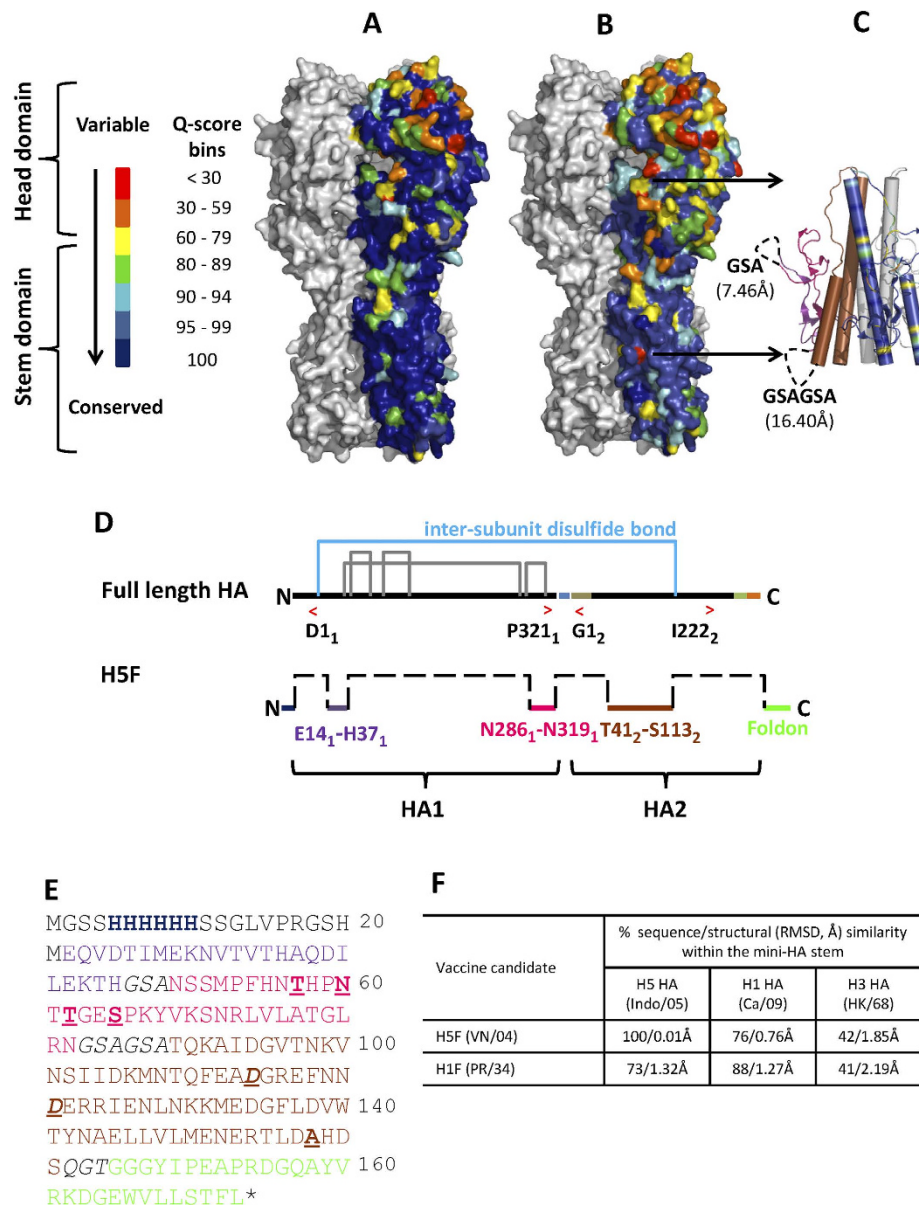 A
B
C
Head domain
Stem domain
Variable
Conserved
Q-score
bins
< 30
30 - 59
60 - 79
80 - 89
90 - 94
95 - 99
100
GSA
(7.46Å)
GSAGSA
(16.40Å)
D
inter-subunit disulfide bond
Full length HA
N
C
< > < >
D1₁ P321₁ G1₂ I222₂
H5F
N
C
E14₁-H37₁ N286₁-N319₁ T41₂-S113₂ Foldon
HA1 HA2
E
MGSSHHHHHHSSGLVPRGSH 20
MEQVDTIMEKNVTVTHAQDI
LEKTHGSANSSMPFHNTHPN 60
TTGESPKYVKSNRLVLATGL
RNGSAGSATQKAIDGVTNKV 100
NSIIDKMNTQFEADGREFNN
DERRIENLNKKMEDGFLDVW 140
TYNAELLVLMENERTLDAHD
SQGTGGGYIPEAPRDGQAYV 160
RKDGEWVLLSTFL*
F
Vaccine candidate
% sequence/structural (RMSD, Å) similarity
within the mini-HA stem
H5 HA
(Indo/05)
H1 HA
(Ca/09)
H3 HA
(HK/68)
H5F (VN/04) 100/0.01Å 76/0.76Å 42/1.85Å
H1F (PR/34) 73/1.32Å 88/1.27Å 41/2.19Å